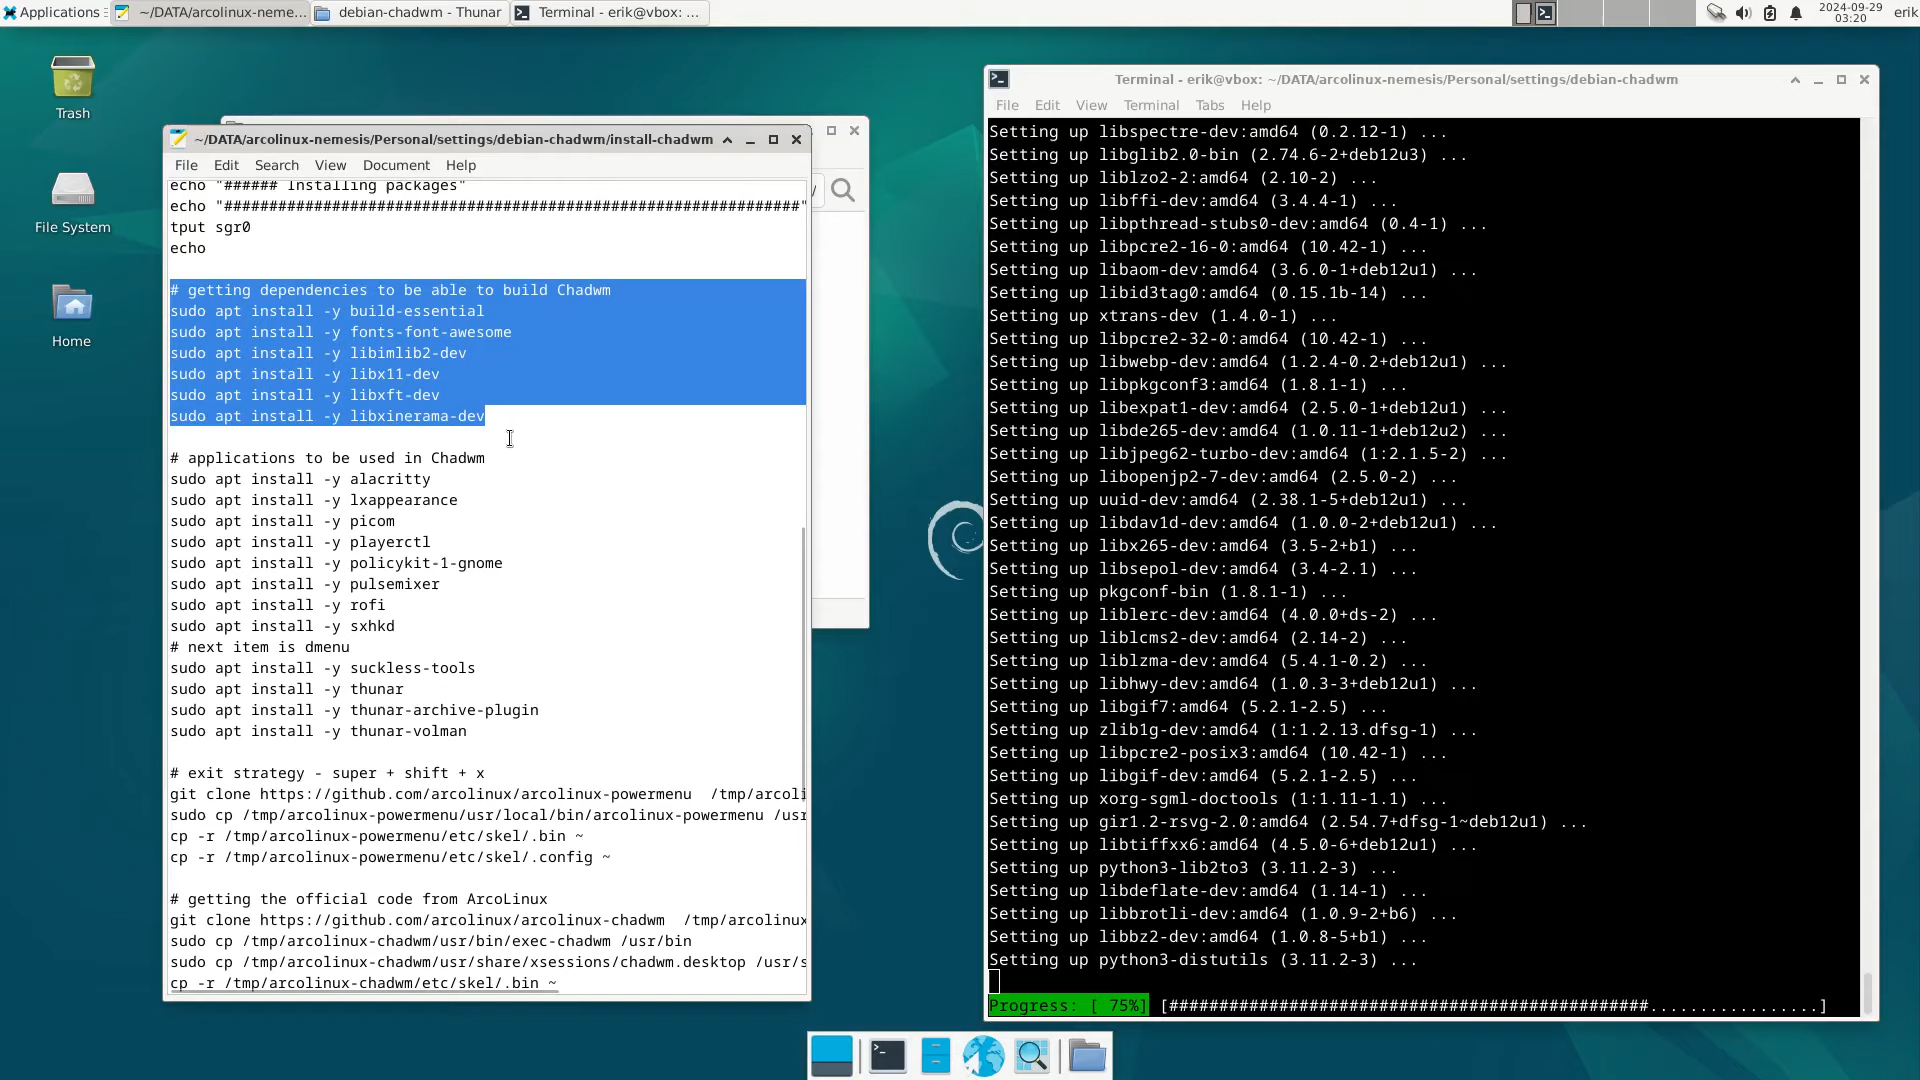 Applications
~/DATA/arcolinux-neme...
debian-chadwm - Thunar
Terminal - erik@vbox: ...
2024-09-29
03:20
erik
Trash
File System
Home
~/DATA/arcolinux-nemesis/Personal/settings/debian-chadwm/install-chadwm
File Edit Search View Document Help
echo "###### Installing packages"
echo "################################################################"
tput sgr0
echo
# getting dependencies to be able to build Chadwm
sudo apt install -y build-essential
sudo apt install -y fonts-font-awesome
sudo apt install -y libimlib2-dev
sudo apt install -y libx11-dev
sudo apt install -y libxft-dev
sudo apt install -y libxinerama-dev
# applications to be used in Chadwm
sudo apt install -y alacritty
sudo apt install -y lxappearance
sudo apt install -y picom
sudo apt install -y playerctl
sudo apt install -y policykit-1-gnome
sudo apt install -y pulsemixer
sudo apt install -y rofi
sudo apt install -y sxhkd
# next item is dmenu
sudo apt install -y suckless-tools
sudo apt install -y thunar
sudo apt install -y thunar-archive-plugin
sudo apt install -y thunar-volman
# exit strategy - super + shift + x
git clone https://github.com/arcolinux/arcolinux-powermenu  /tmp/arcoli
sudo cp /tmp/arcolinux-powermenu/usr/local/bin/arcolinux-powermenu /usr
cp -r /tmp/arcolinux-powermenu/etc/skel/.bin ~
cp -r /tmp/arcolinux-powermenu/etc/skel/.config ~
# getting the official code from ArcoLinux
git clone https://github.com/arcolinux/arcolinux-chadwm  /tmp/arcolinux
sudo cp /tmp/arcolinux-chadwm/usr/bin/exec-chadwm /usr/bin
sudo cp /tmp/arcolinux-chadwm/usr/share/xsessions/chadwm.desktop /usr/s
cp -r /tmp/arcolinux-chadwm/etc/skel/.bin ~
Terminal - erik@vbox: ~/DATA/arcolinux-nemesis/Personal/settings/debian-chadwm
File Edit View Terminal Tabs Help
Setting up libspectre-dev:amd64 (0.2.12-1) ...
Setting up libglib2.0-bin (2.74.6-2+deb12u3) ...
Setting up liblzo2-2:amd64 (2.10-2) ...
Setting up libffi-dev:amd64 (3.4.4-1) ...
Setting up libpthread-stubs0-dev:amd64 (0.4-1) ...
Setting up libpcre2-16-0:amd64 (10.42-1) ...
Setting up libaom-dev:amd64 (3.6.0-1+deb12u1) ...
Setting up libid3tag0:amd64 (0.15.1b-14) ...
Setting up xtrans-dev (1.4.0-1) ...
Setting up libpcre2-32-0:amd64 (10.42-1) ...
Setting up libwebp-dev:amd64 (1.2.4-0.2+deb12u1) ...
Setting up libpkgconf3:amd64 (1.8.1-1) ...
Setting up libexpat1-dev:amd64 (2.5.0-1+deb12u1) ...
Setting up libde265-dev:amd64 (1.0.11-1+deb12u2) ...
Setting up libjpeg62-turbo-dev:amd64 (1:2.1.5-2) ...
Setting up libopenjp2-7-dev:amd64 (2.5.0-2) ...
Setting up uuid-dev:amd64 (2.38.1-5+deb12u1) ...
Setting up libdav1d-dev:amd64 (1.0.0-2+deb12u1) ...
Setting up libx265-dev:amd64 (3.5-2+b1) ...
Setting up libsepol-dev:amd64 (3.4-2.1) ...
Setting up pkgconf-bin (1.8.1-1) ...
Setting up liblerc-dev:amd64 (4.0.0+ds-2) ...
Setting up liblcms2-dev:amd64 (2.14-2) ...
Setting up liblzma-dev:amd64 (5.4.1-0.2) ...
Setting up libhwy-dev:amd64 (1.0.3-3+deb12u1) ...
Setting up libgif7:amd64 (5.2.1-2.5) ...
Setting up zlib1g-dev:amd64 (1:1.2.13.dfsg-1) ...
Setting up libpcre2-posix3:amd64 (10.42-1) ...
Setting up libgif-dev:amd64 (5.2.1-2.5) ...
Setting up xorg-sgml-doctools (1:1.11-1.1) ...
Setting up gir1.2-rsvg-2.0:amd64 (2.54.7+dfsg-1~deb12u1) ...
Setting up libtiffxx6:amd64 (4.5.0-6+deb12u1) ...
Setting up python3-lib2to3 (3.11.2-3) ...
Setting up libdeflate-dev:amd64 (1.14-1) ...
Setting up libbrotli-dev:amd64 (1.0.9-2+b6) ...
Setting up libbz2-dev:amd64 (1.0.8-5+b1) ...
Setting up python3-distutils (3.11.2-3) ...
Progress: [ 75%] [#####################################################...................]